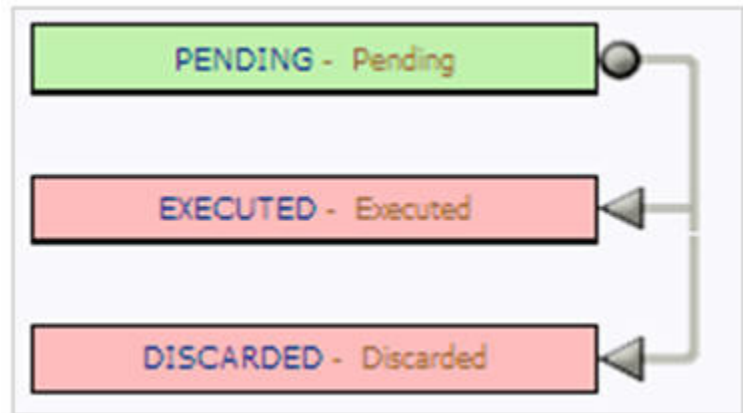 PENDING - Pending
EXECUTED - Executed
DISCARDED - Discarded